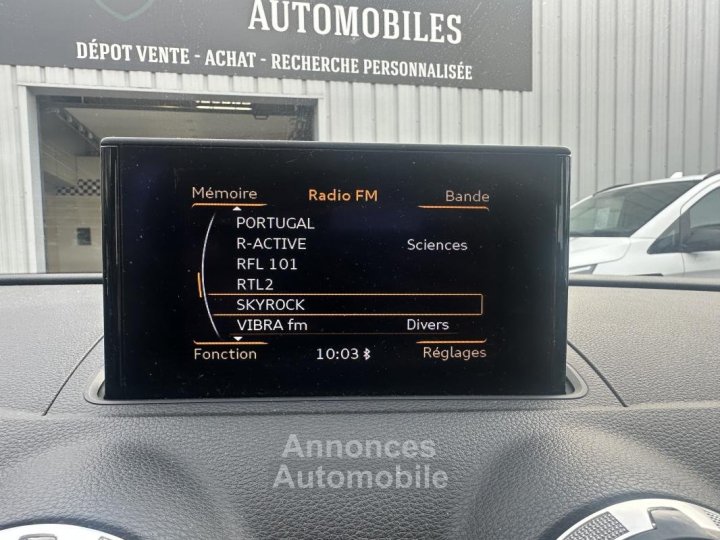 AUTOMOBILES
DÉPOT VENTE - ACHAT - RECHERCHE PERSONNALISÉE
Mémoire Radio FM Bande
PORTUGAL
R-ACTIVE Sciences
RFL 101
RTL2
SKYROCK
VIBRA fm Divers
Fonction 10:03 Réglages
Annonces
Automobile